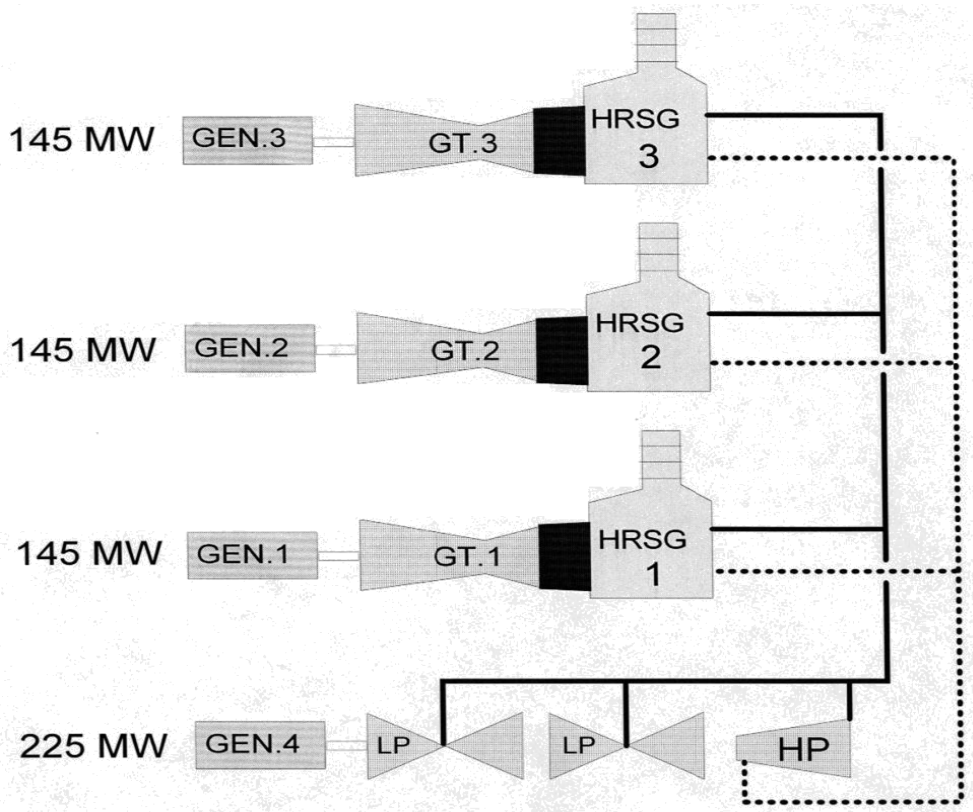 145 MW GEN.3 GT.3 HRSG 3
145 MW GEN.2 GT.2 HRSG 2
145 MW GEN.1 GT.1 HRSG 1
225 MW GEN.4 LP LP HP